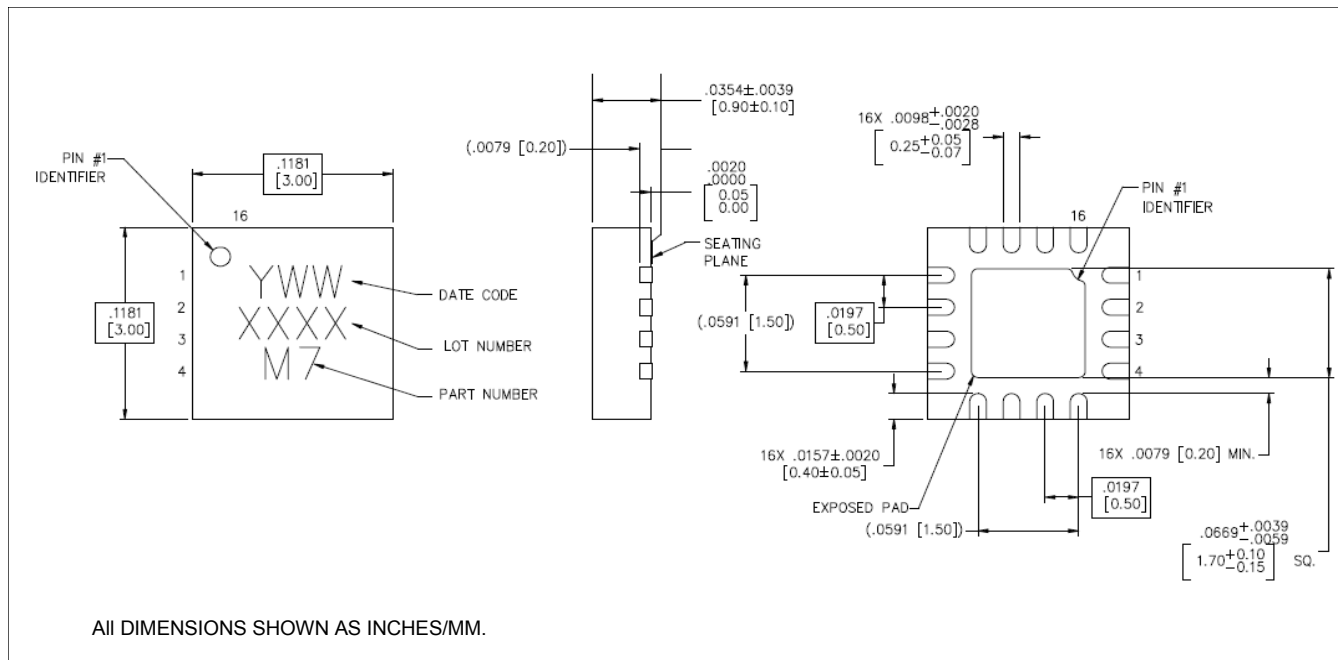 PIN #1
IDENTIFIER
.1181
[3.00]
16
1
2
3
4
.1181
[3.00]
YWW
XXXX
M7
DATE CODE
LOT NUMBER
PART NUMBER
.0354±.0039
[0.90±0.10]
(.0079 [0.20])
.0020
.0000
[0.05
0.00]
SEATING
PLANE
16X .0098+.0020
-.0028
[0.25+0.05
-0.07]
PIN #1
IDENTIFIER
16
1
2
3
4
(.0591 [1.50])
.0197
[0.50]
16X .0157±.0020
[0.40±0.05]
EXPOSED PAD
(.0591 [1.50])
16X .0079 [0.20] MIN.
.0197
[0.50]
.0669+.0039
-.0059
[1.70+0.10
-0.15] SQ.
All DIMENSIONS SHOWN AS INCHES/MM.